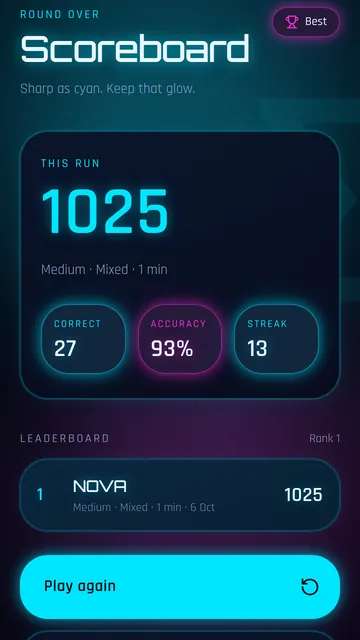 ROUND OVER
Best
Scoreboard
Sharp as cyan. Keep that glow.
THIS RUN
1025
Medium · Mixed · 1 min
CORRECT
27
ACCURACY
93%
STREAK
13
LEADERBOARD
Rank 1
1
NOVA
Medium · Mixed · 1 min · 6 Oct
1025
Play again